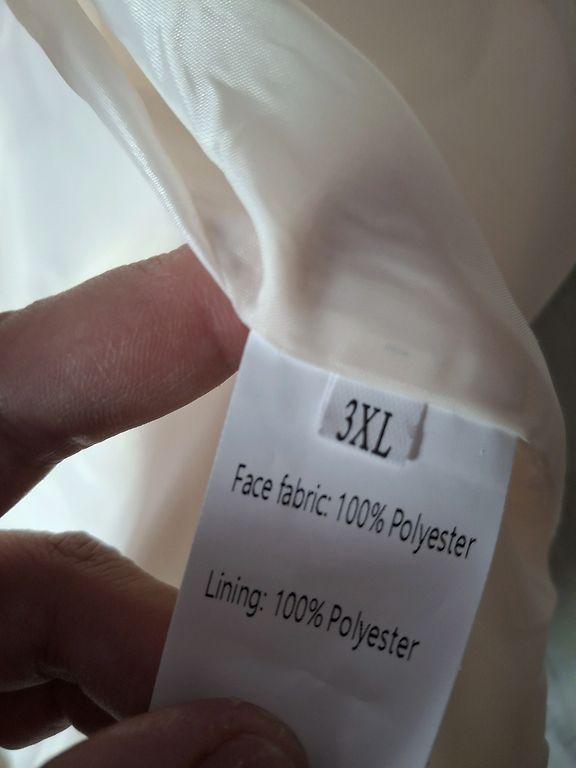 3XL
Face fabric: 100% Polyester
Lining: 100% Polyester